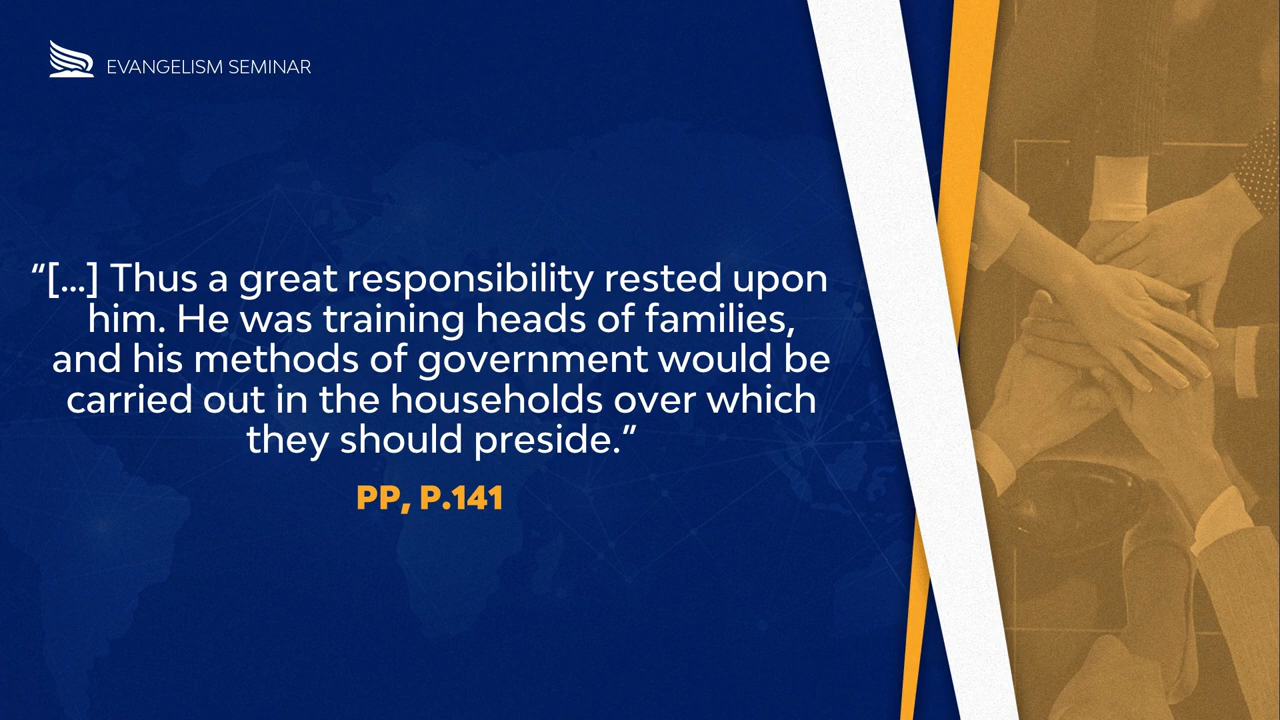 EVANGELISM SEMINAR
“[...] Thus a great responsibility rested upon
him. He was training heads of families,
and his methods of government would be
carried out in the households over which
they should preside.”
PP, P.141